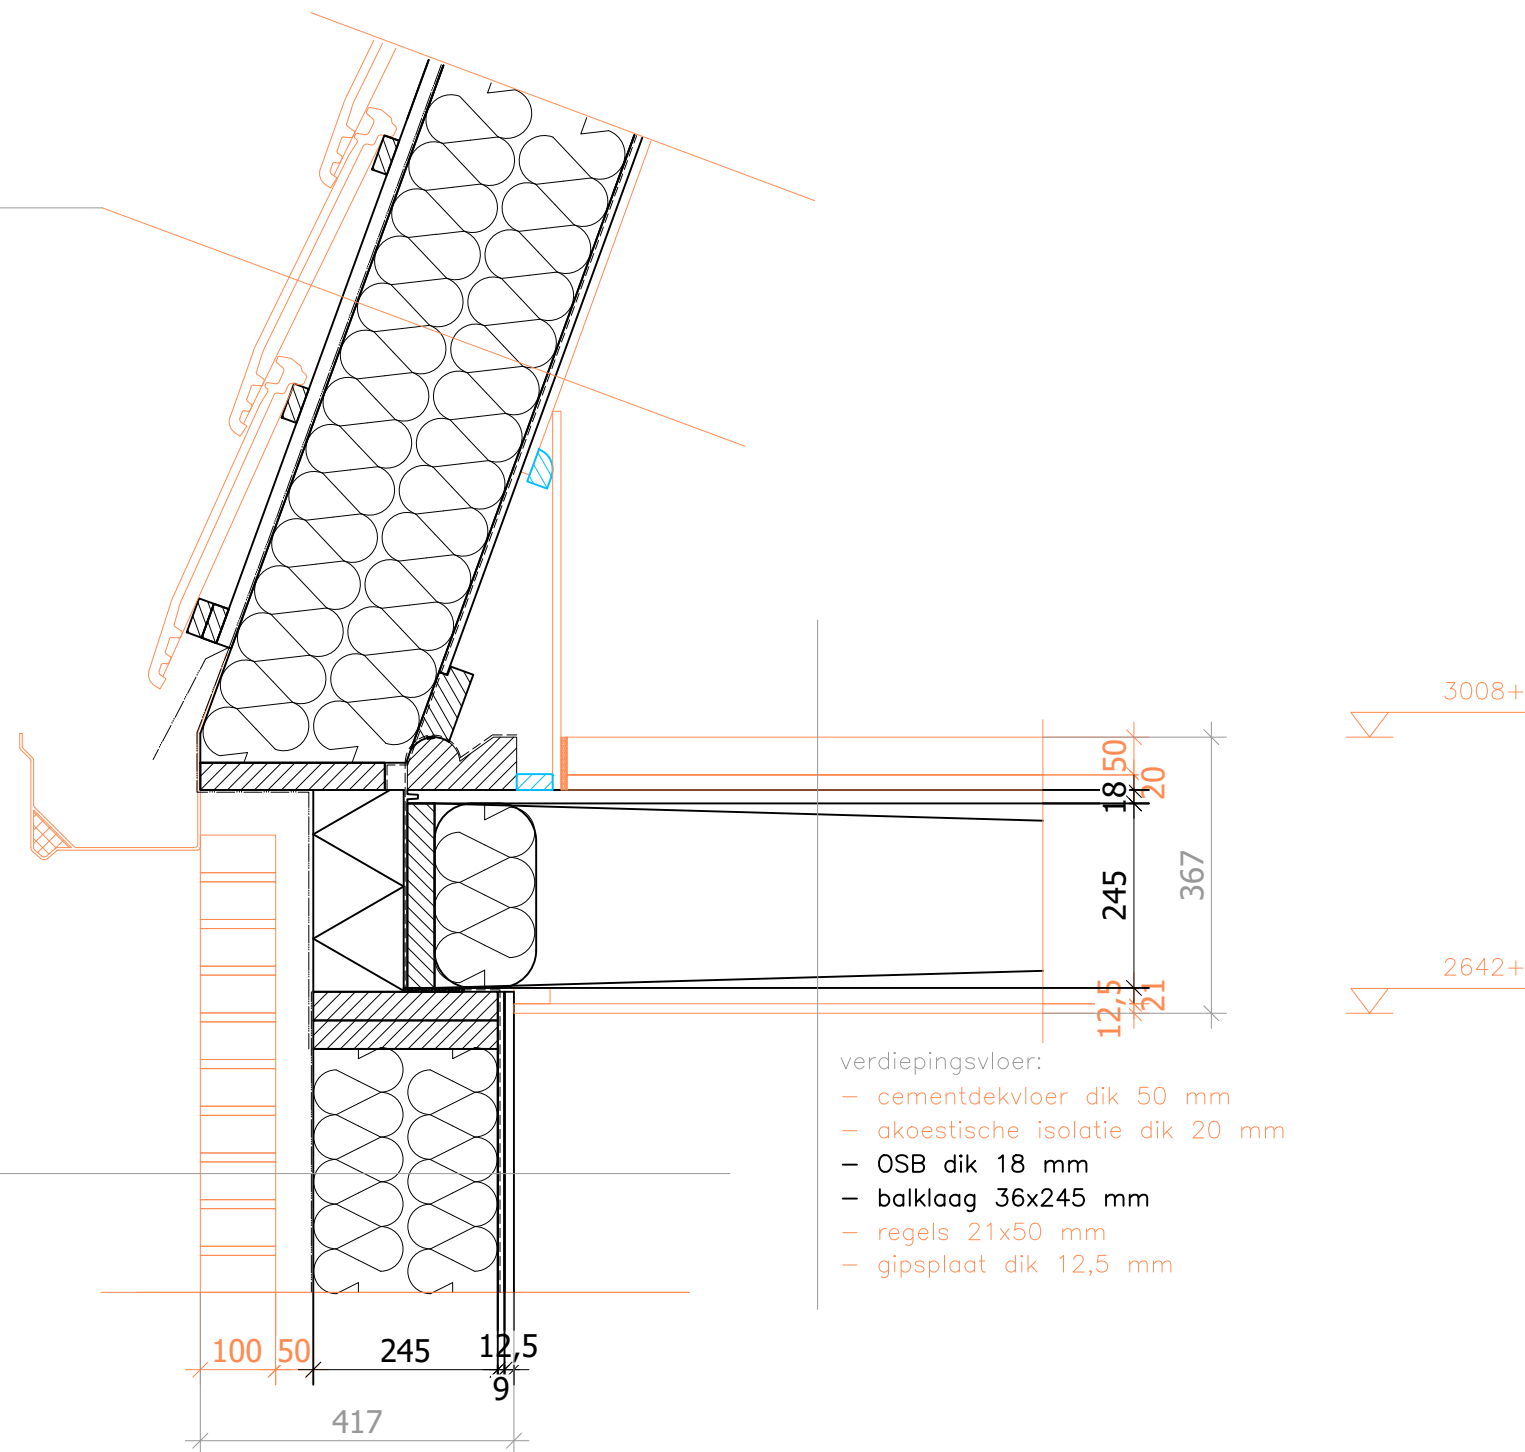 3008+
50
20
18
245
367
2642+
12,5
21
verdiepingsvloer:
- cementdekvloer dik 50 mm
- akoestische isolatie dik 20 mm
- OSB dik 18 mm
- balklaag 36x245 mm
- regels 21x50 mm
- gipsplaat dik 12,5 mm
100 50 245 12,5
9
417